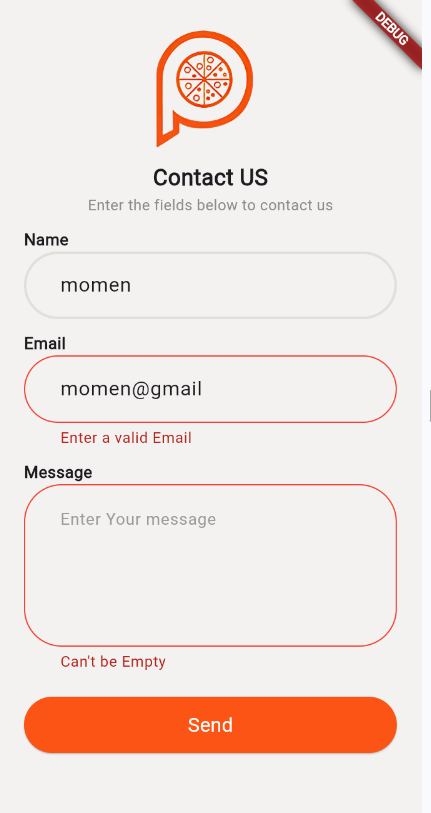 DEBUG
Contact US
Enter the fields below to contact us
Name
momen
Email
momen@gmail
Enter a valid Email
Message
Enter Your message
Can't be Empty
Send